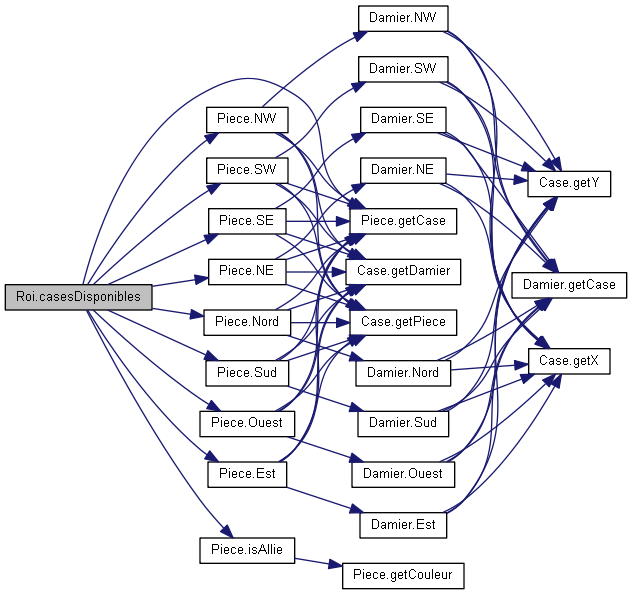 Roi.casesDisponibles
Piece.NW
Piece.SW
Piece.SE
Piece.NE
Piece.Nord
Piece.Sud
Piece.Ouest
Piece.Est
Piece.isAllie
Damier.NW
Damier.SW
Damier.SE
Damier.NE
Piece.getCase
Case.getDamier
Case.getPiece
Damier.Nord
Damier.Sud
Damier.Ouest
Damier.Est
Piece.getCouleur
Case.getY
Damier.getCase
Case.getX